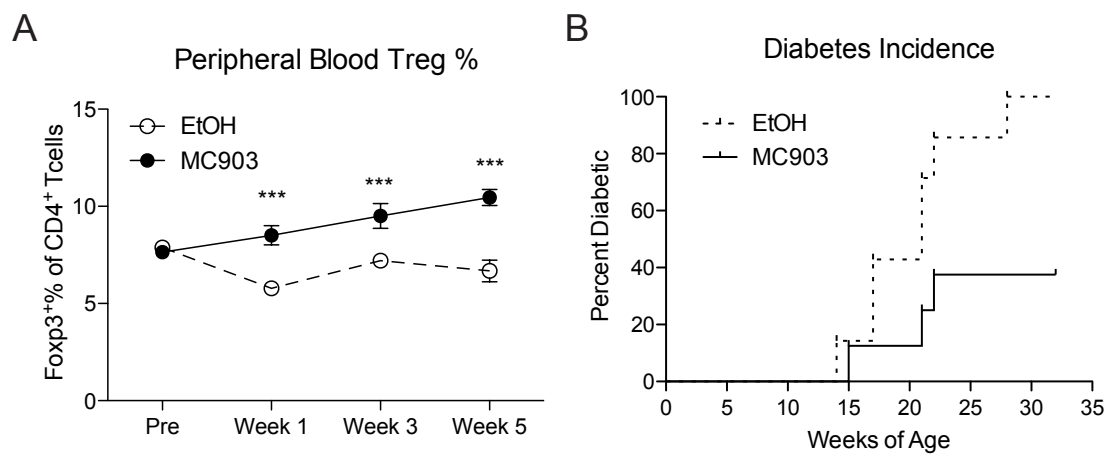 A
Peripheral Blood Treg %
Foxp3⁺% of CD4⁺ Tcells
15
10
5
0
EtOH
MC903
***
***
***
Pre
Week 1
Week 3
Week 5
B
Diabetes Incidence
Percent Diabetic
100
80
60
40
20
0
EtOH
MC903
0
5
10
15
20
25
30
35
Weeks of Age